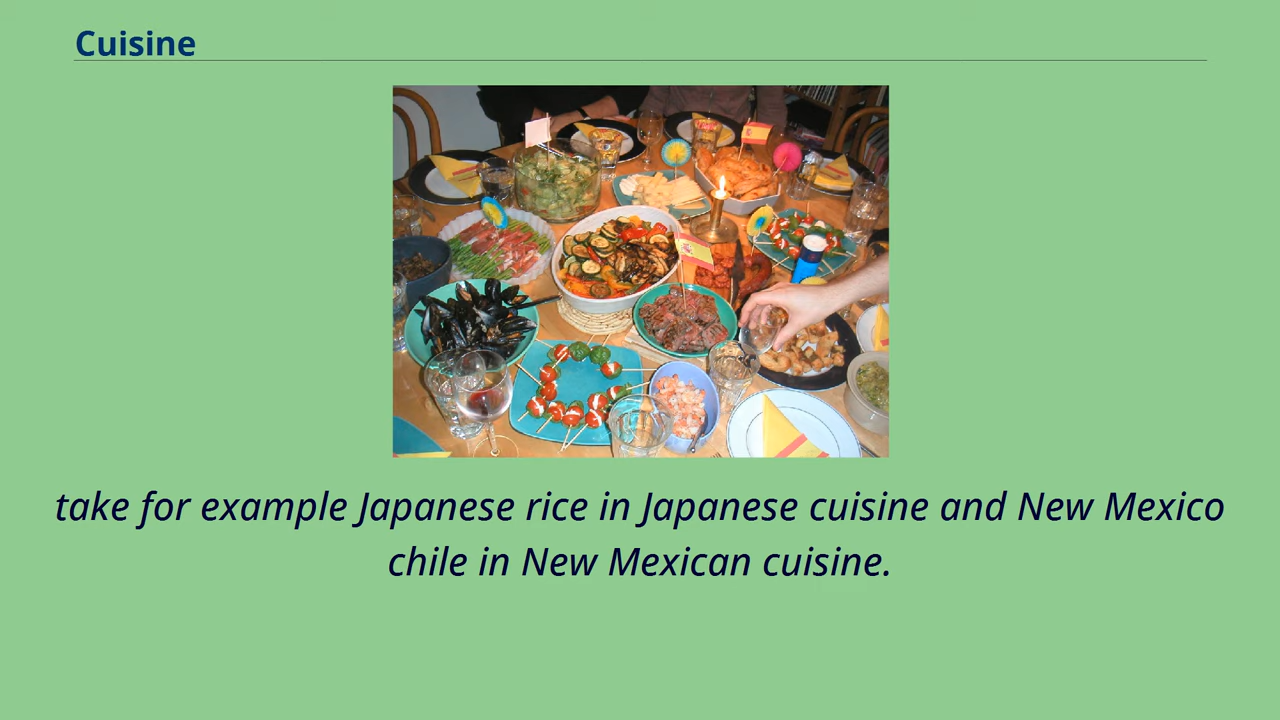 Cuisine
take for example Japanese rice in Japanese cuisine and New Mexico
chile in New Mexican cuisine.